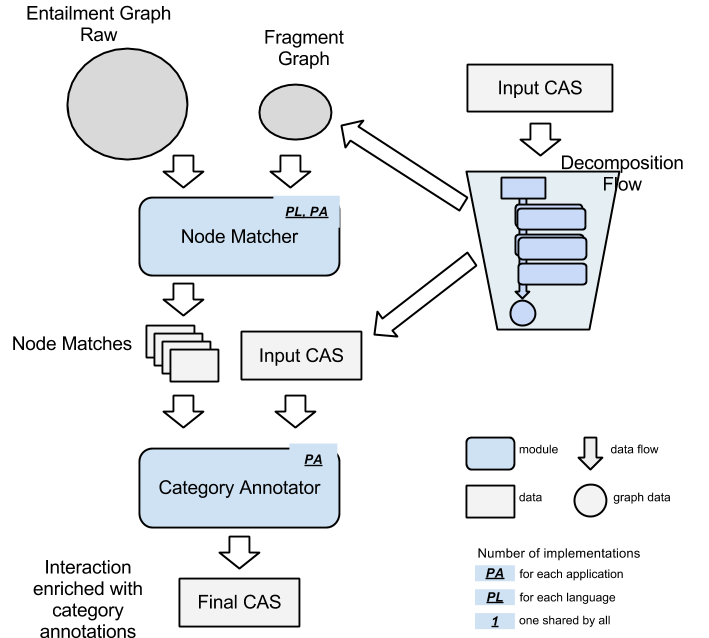 Entailment Graph
Raw
Fragment
Graph
Input CAS
Decomposition
Flow
PL, PA
Node Matcher
Node Matches
Input CAS
PA
Category Annotator
module
data flow
data
graph data
Number of implementations
PA for each application
PL for each language
1 one shared by all
Interaction
enriched with
category
annotations
Final CAS